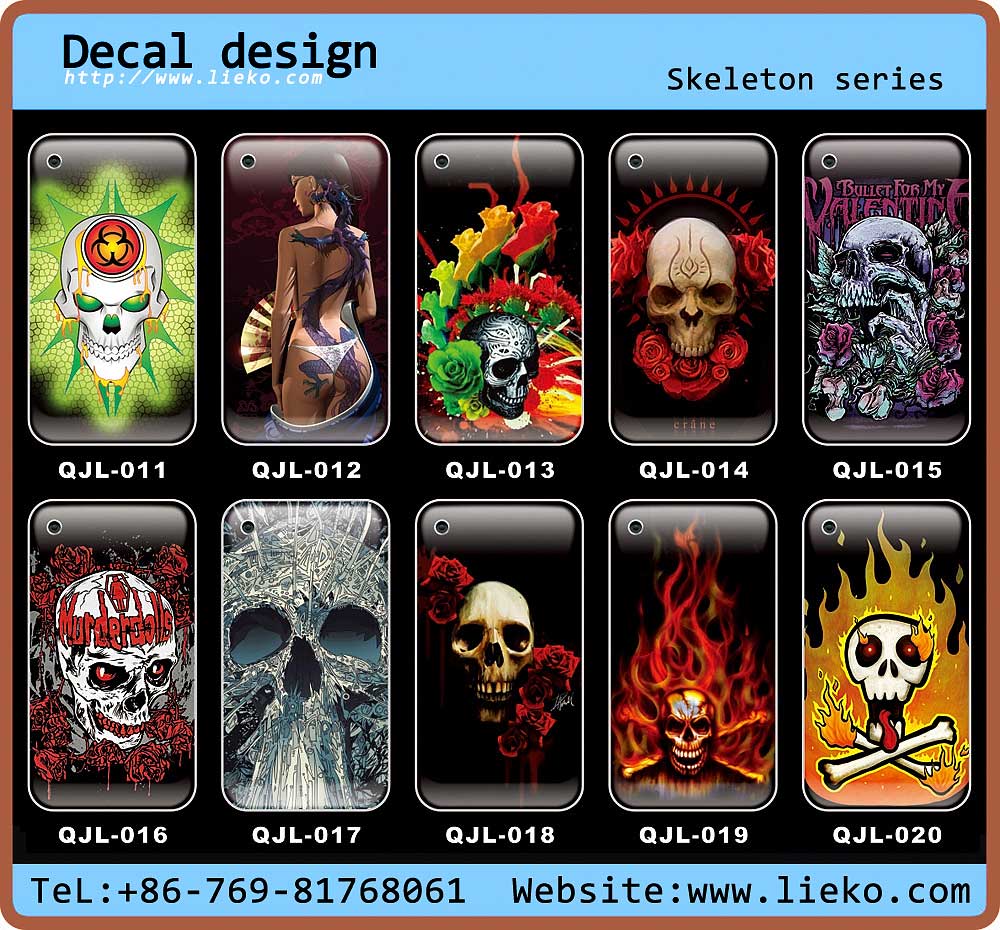 Decal design
http://www.lieko.com
Skeleton series
BULLET FOR MY
VALENTINE
crâne
QJL-011
QJL-012
QJL-013
QJL-014
QJL-015
Murderdolls
QJL-016
QJL-017
QJL-018
QJL-019
QJL-020
TeL:+86-769-81768061
Website:www.lieko.com